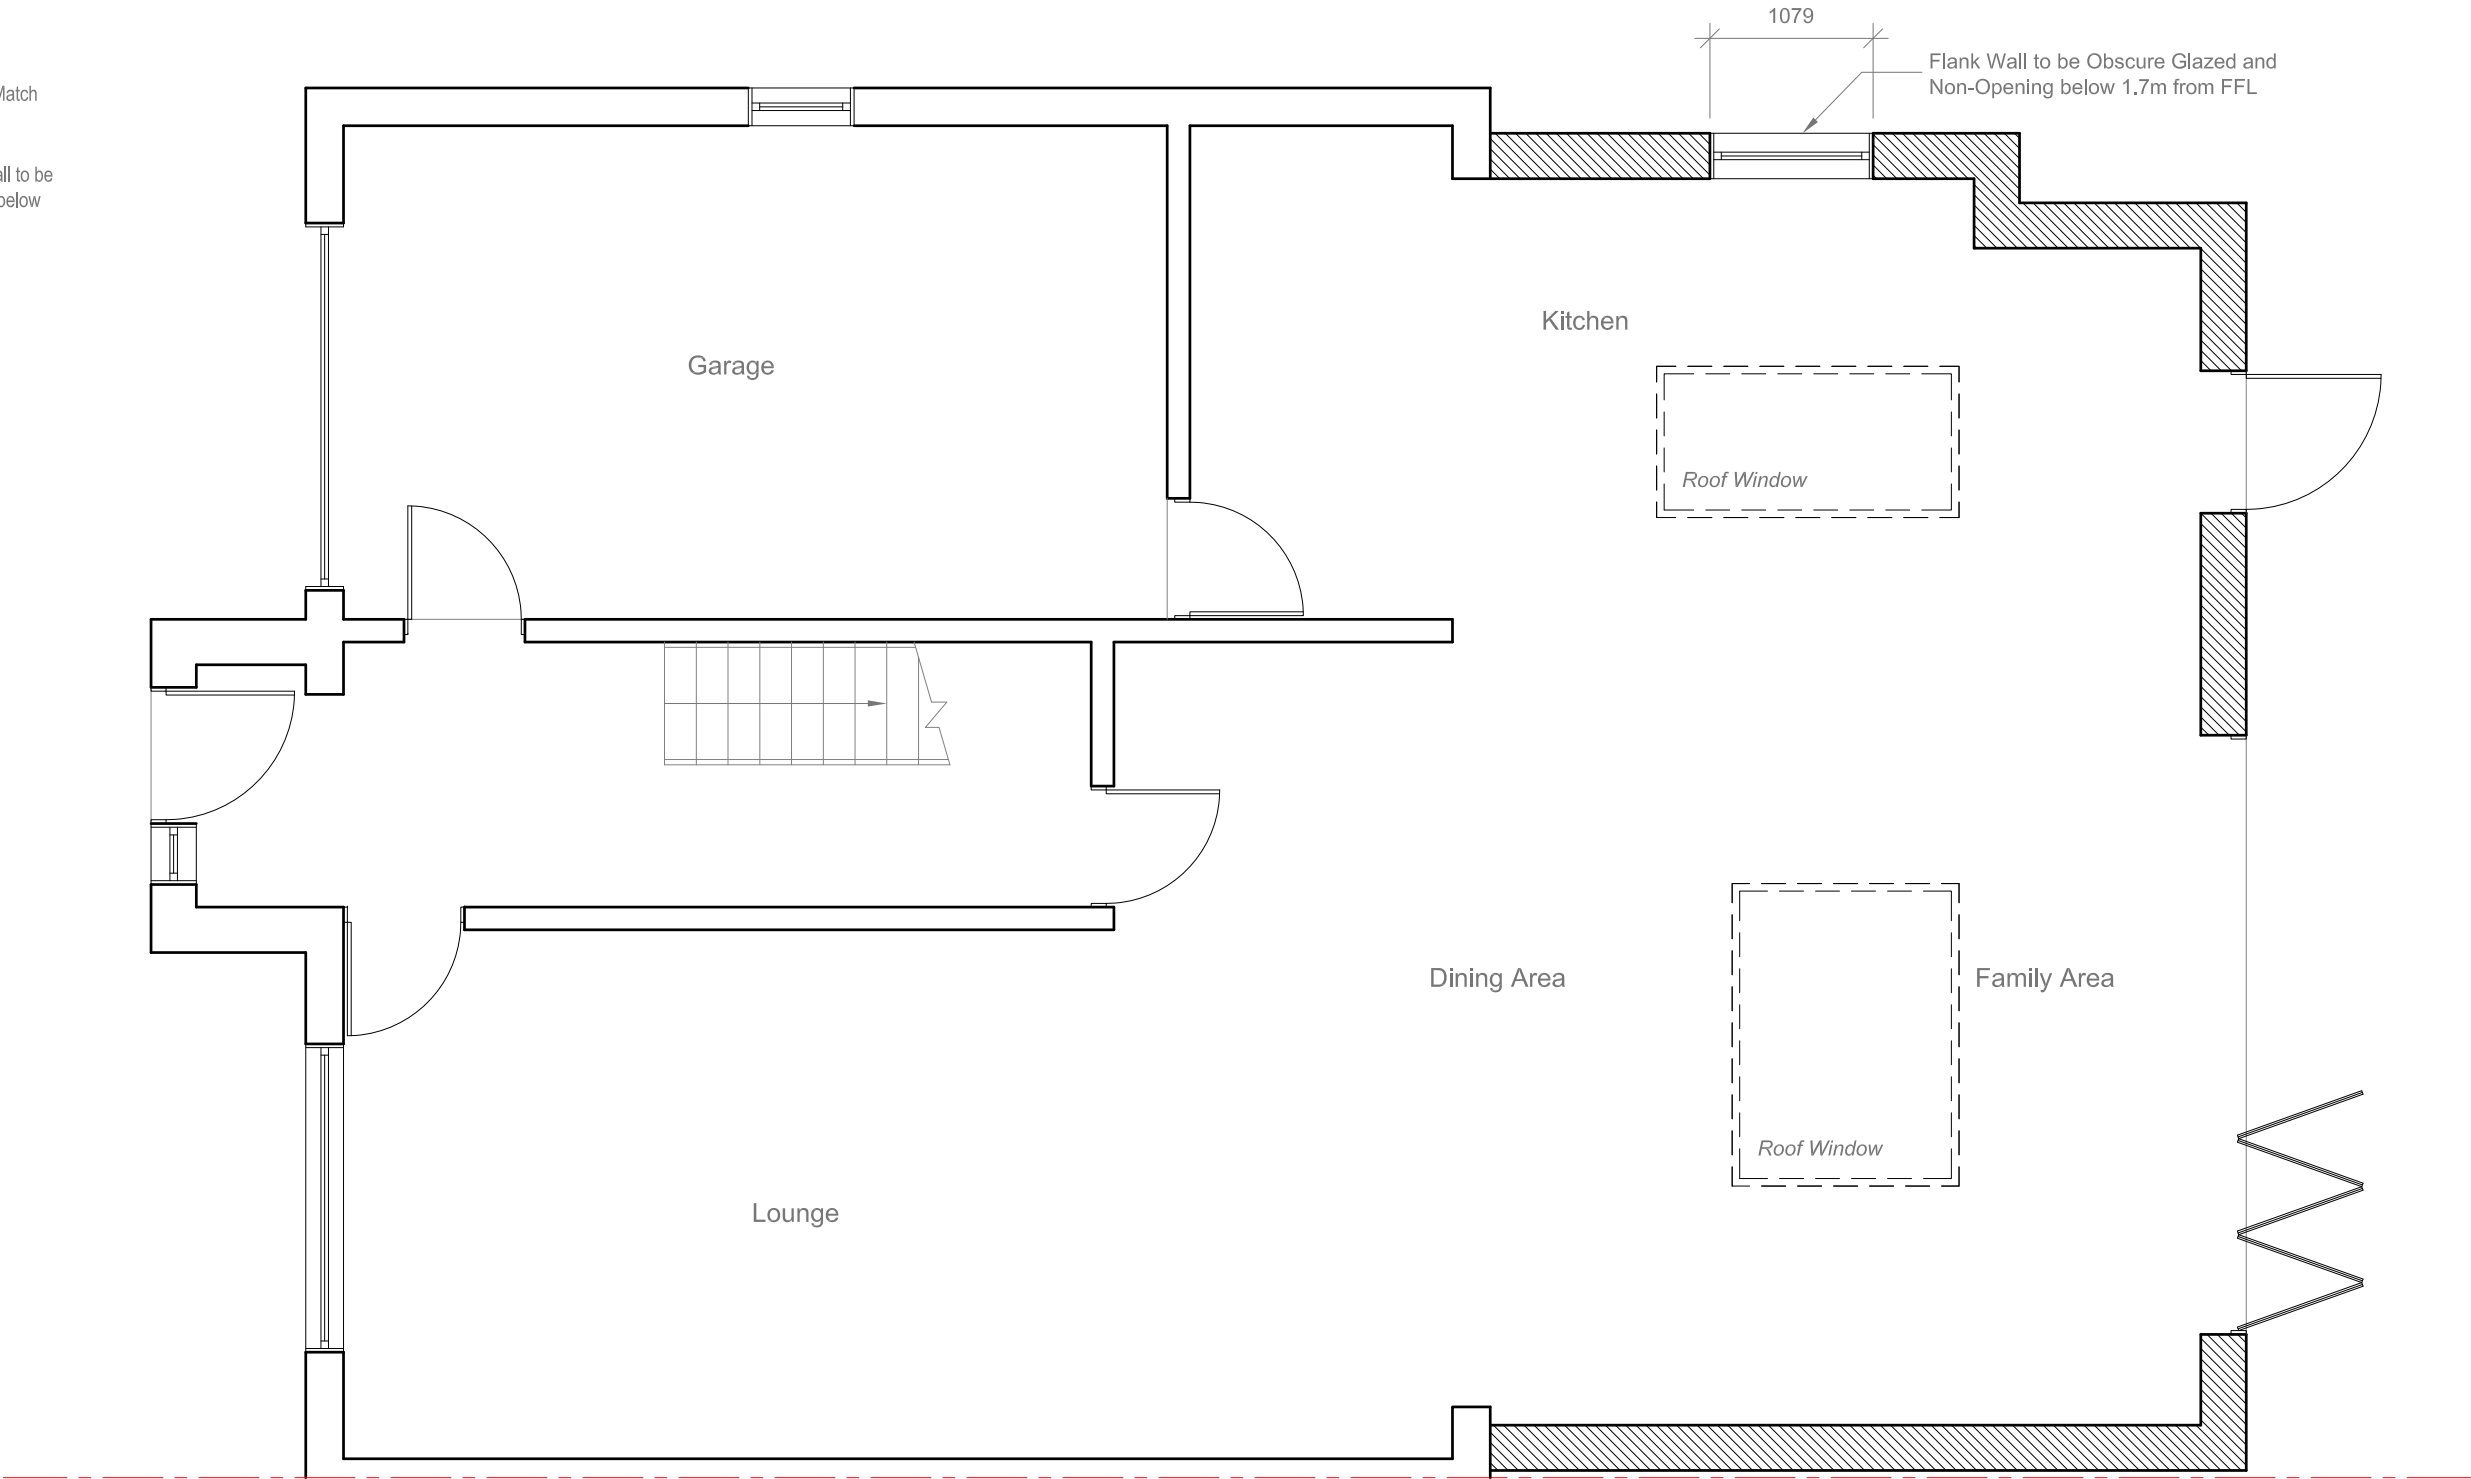 1079
Flank Wall to be Obscure Glazed and
Non-Opening below 1.7m from FFL
Match
to be
below
Kitchen
Garage
Roof Window
Dining Area
Family Area
Roof Window
Lounge